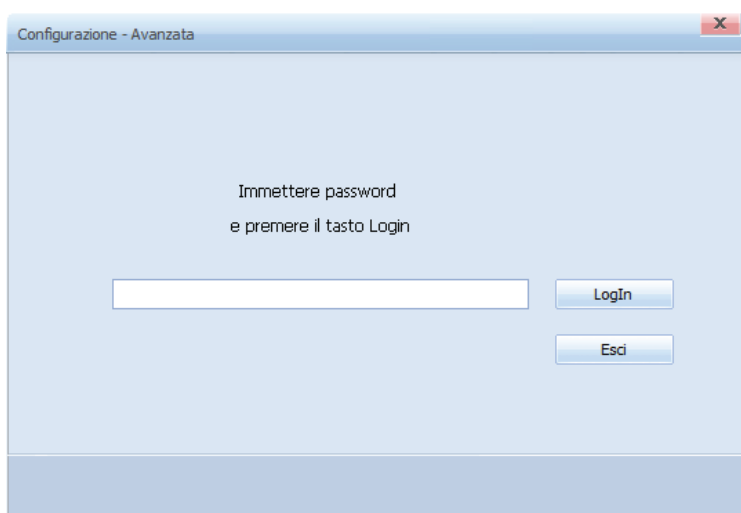 Configurazione - Avanzata
X
Immettere password
e premere il tasto Login
LogIn
Esci